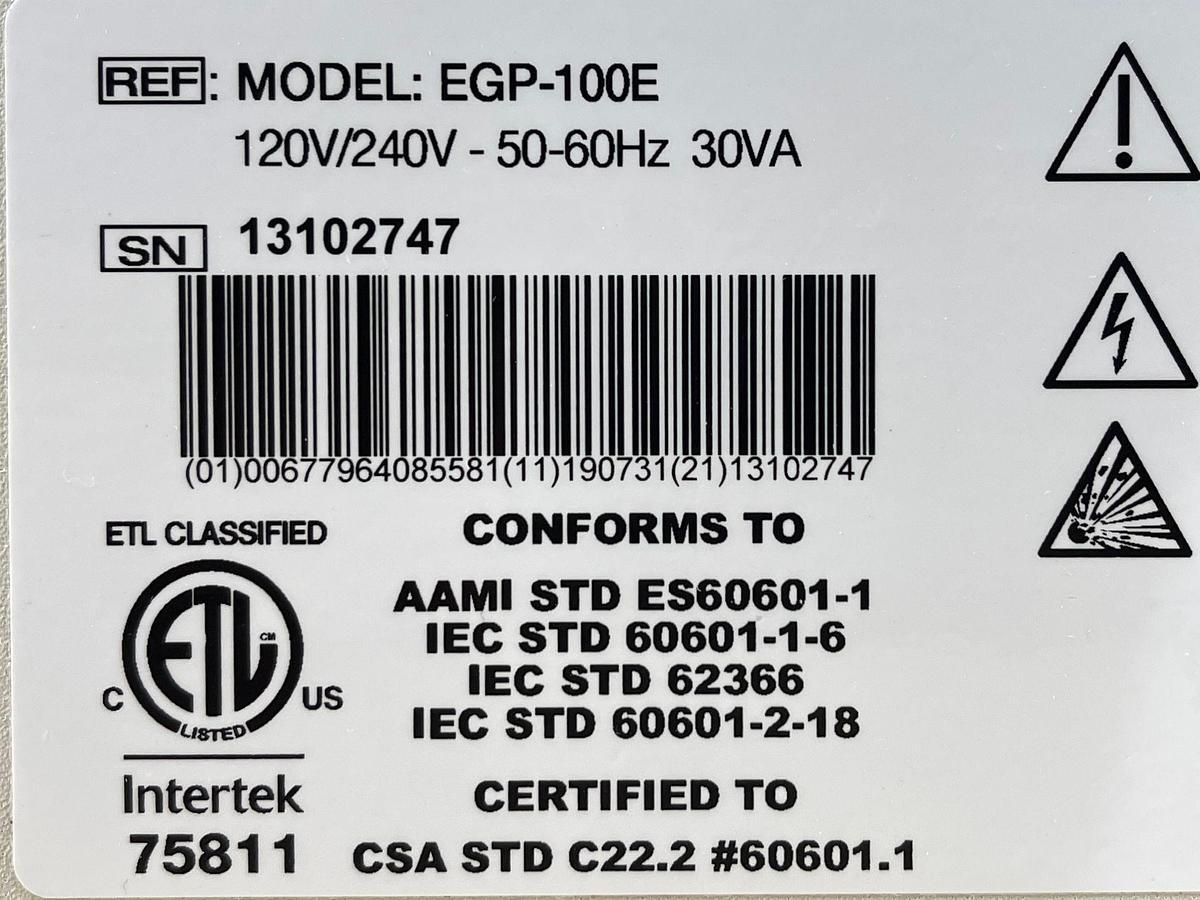 REF: MODEL: EGP-100E
120V/240V - 50-60Hz 30VA
SN 13102747
(01)00677964085581(11)190731(21)13102747
ETL CLASSIFIED
ETL CM
LISTED
C US
Intertek
75811
CONFORMS TO
AAMI STD ES60601-1
IEC STD 60601-1-6
IEC STD 62366
IEC STD 60601-2-18
CERTIFIED TO
CSA STD C22.2 #60601.1